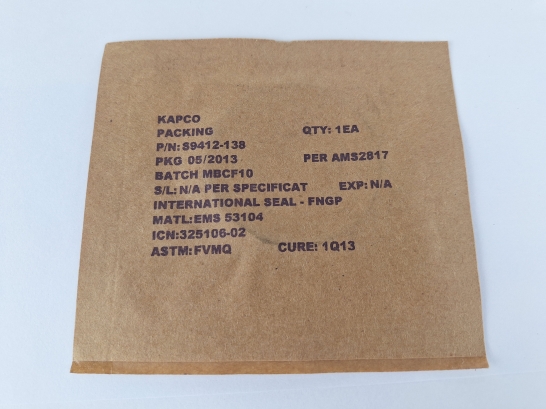 KAPCO
PACKING QTY: 1EA
P/N: S9412-138
PKG 05/2013 PER AMS2817
BATCH MBCF10
S/L: N/A PER SPECIFICAT EXP: N/A
INTERNATIONAL SEAL - FNGP
MATL: EMS 53104
ICN:325106-02
ASTM: FVMQ CURE: 1Q13